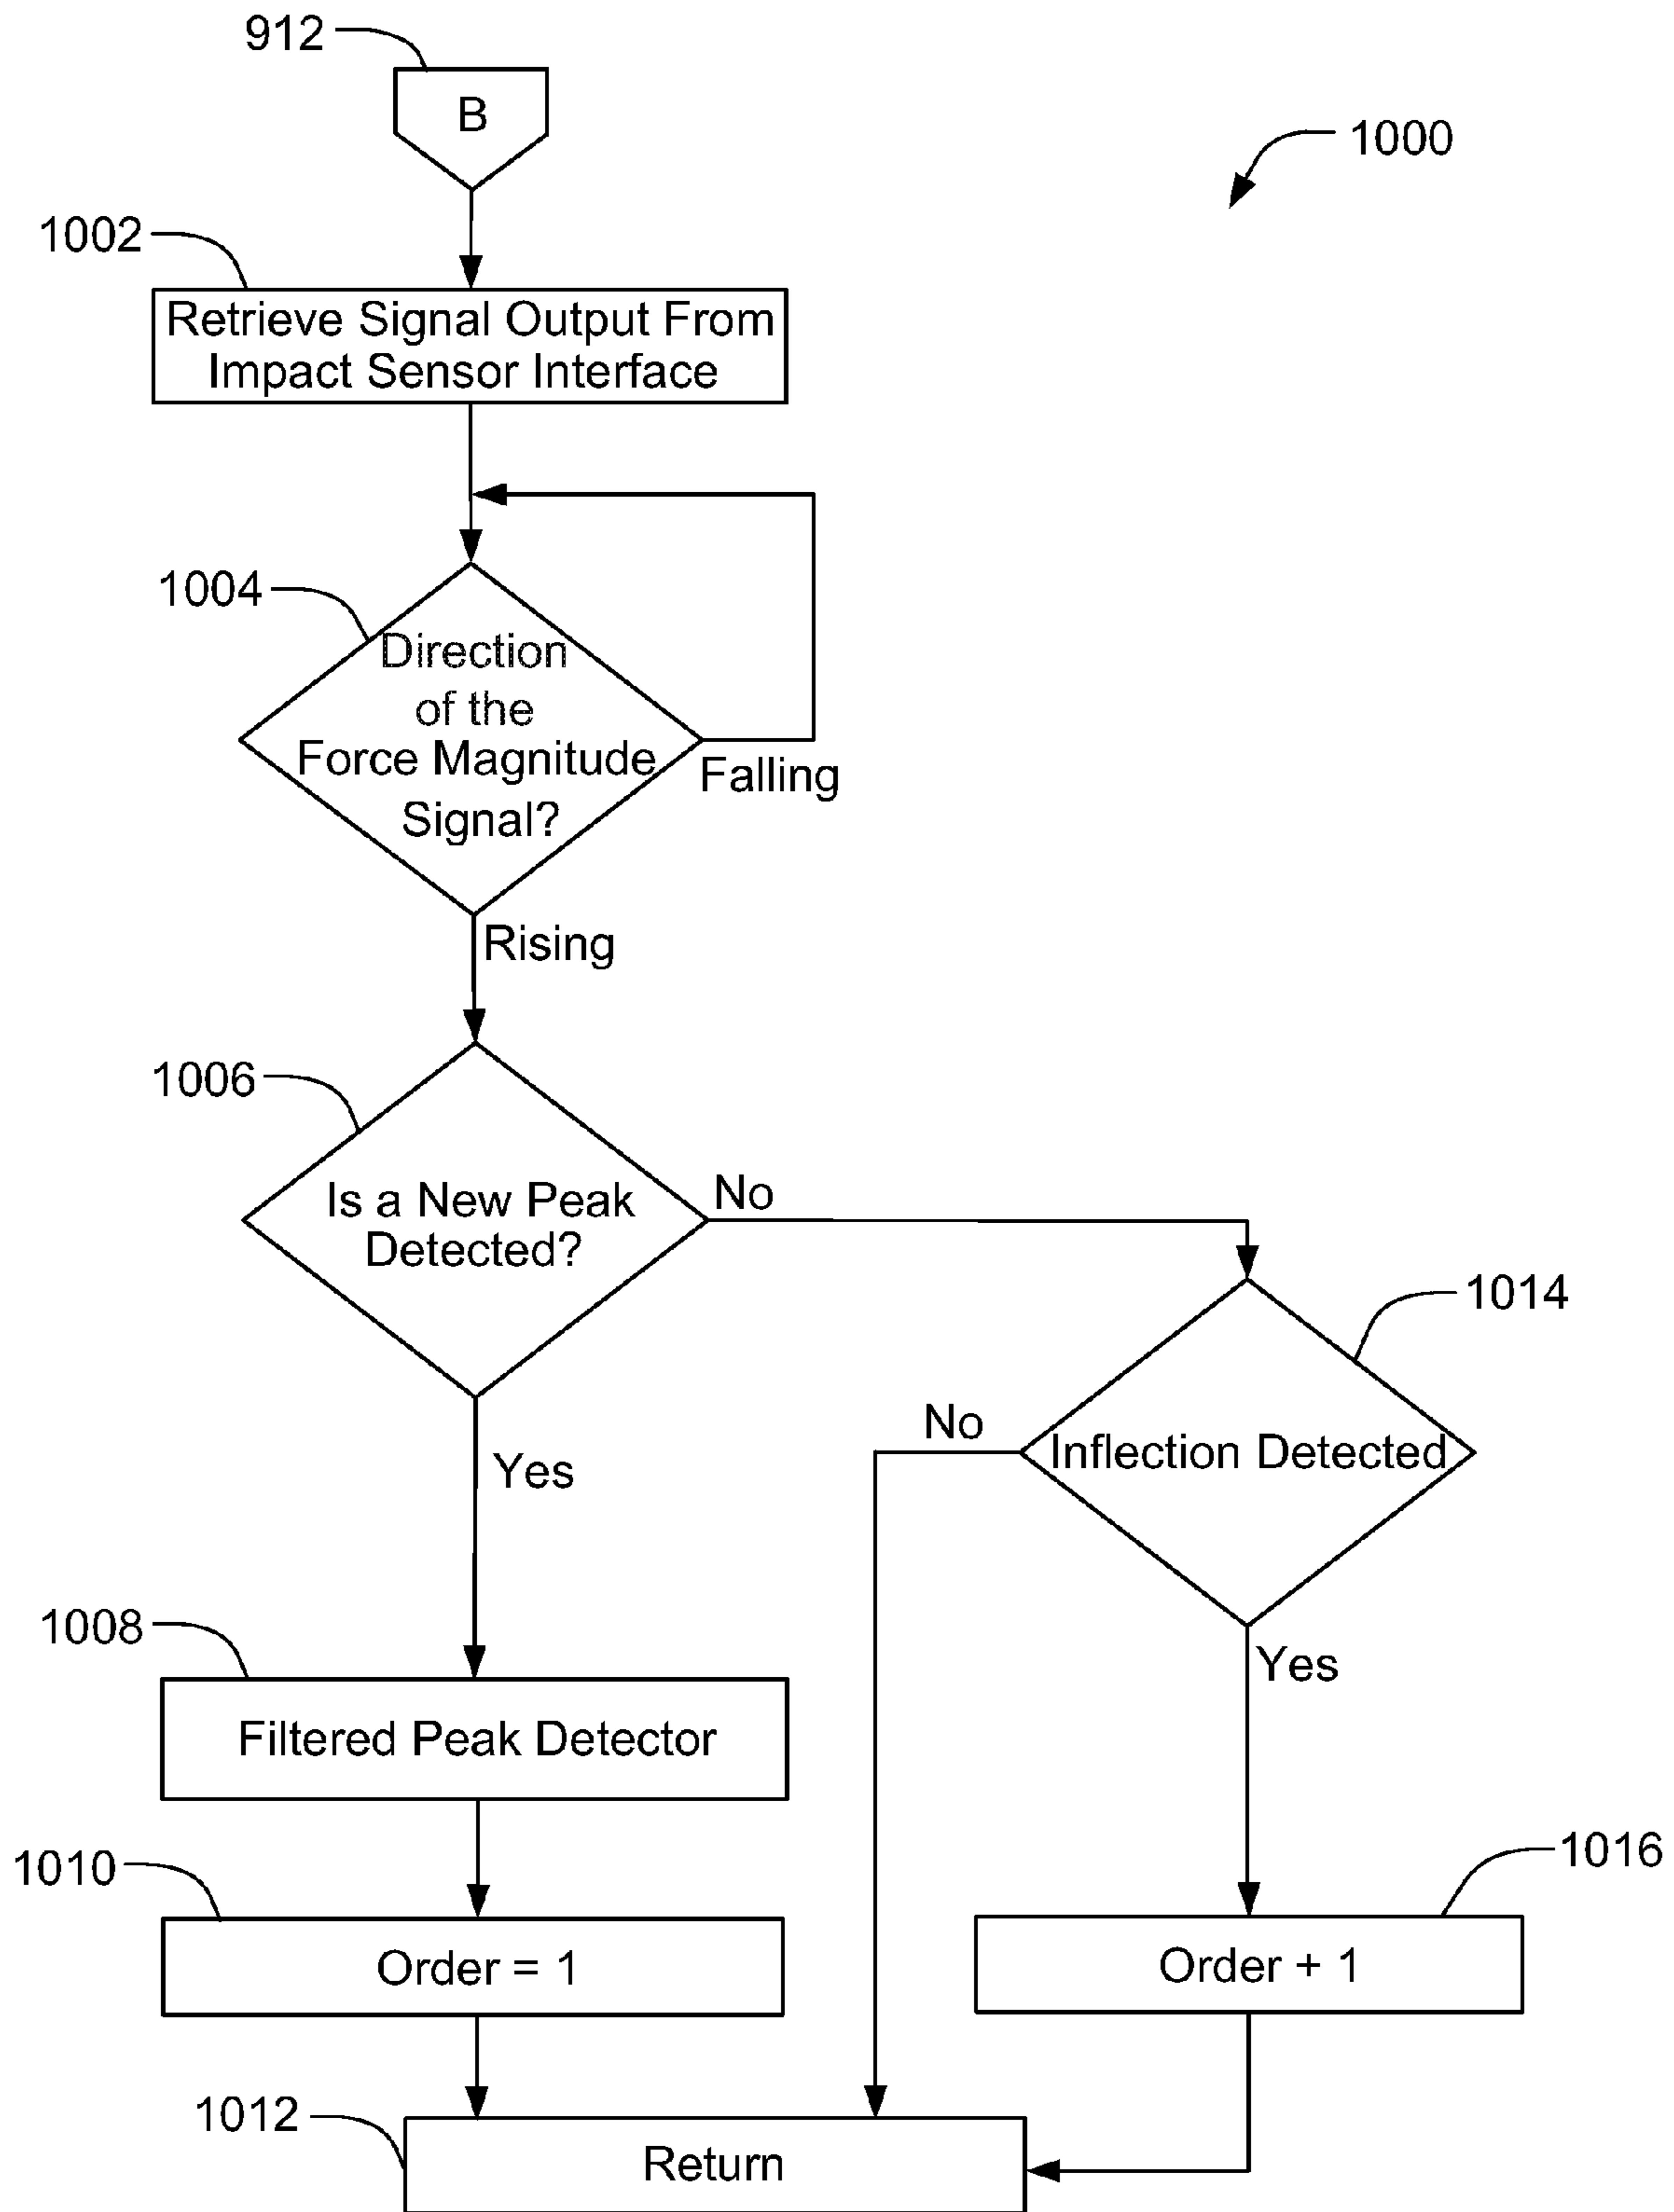 912
B
1000
1002
Retrieve Signal Output From
Impact Sensor Interface
1004
Direction
of the
Force Magnitude
Signal?
Falling
Rising
1006
Is a New Peak
Detected?
No
1014
No
Inflection Detected
Yes
Yes
1008
Filtered Peak Detector
1010
Order = 1
1016
Order + 1
1012
Return